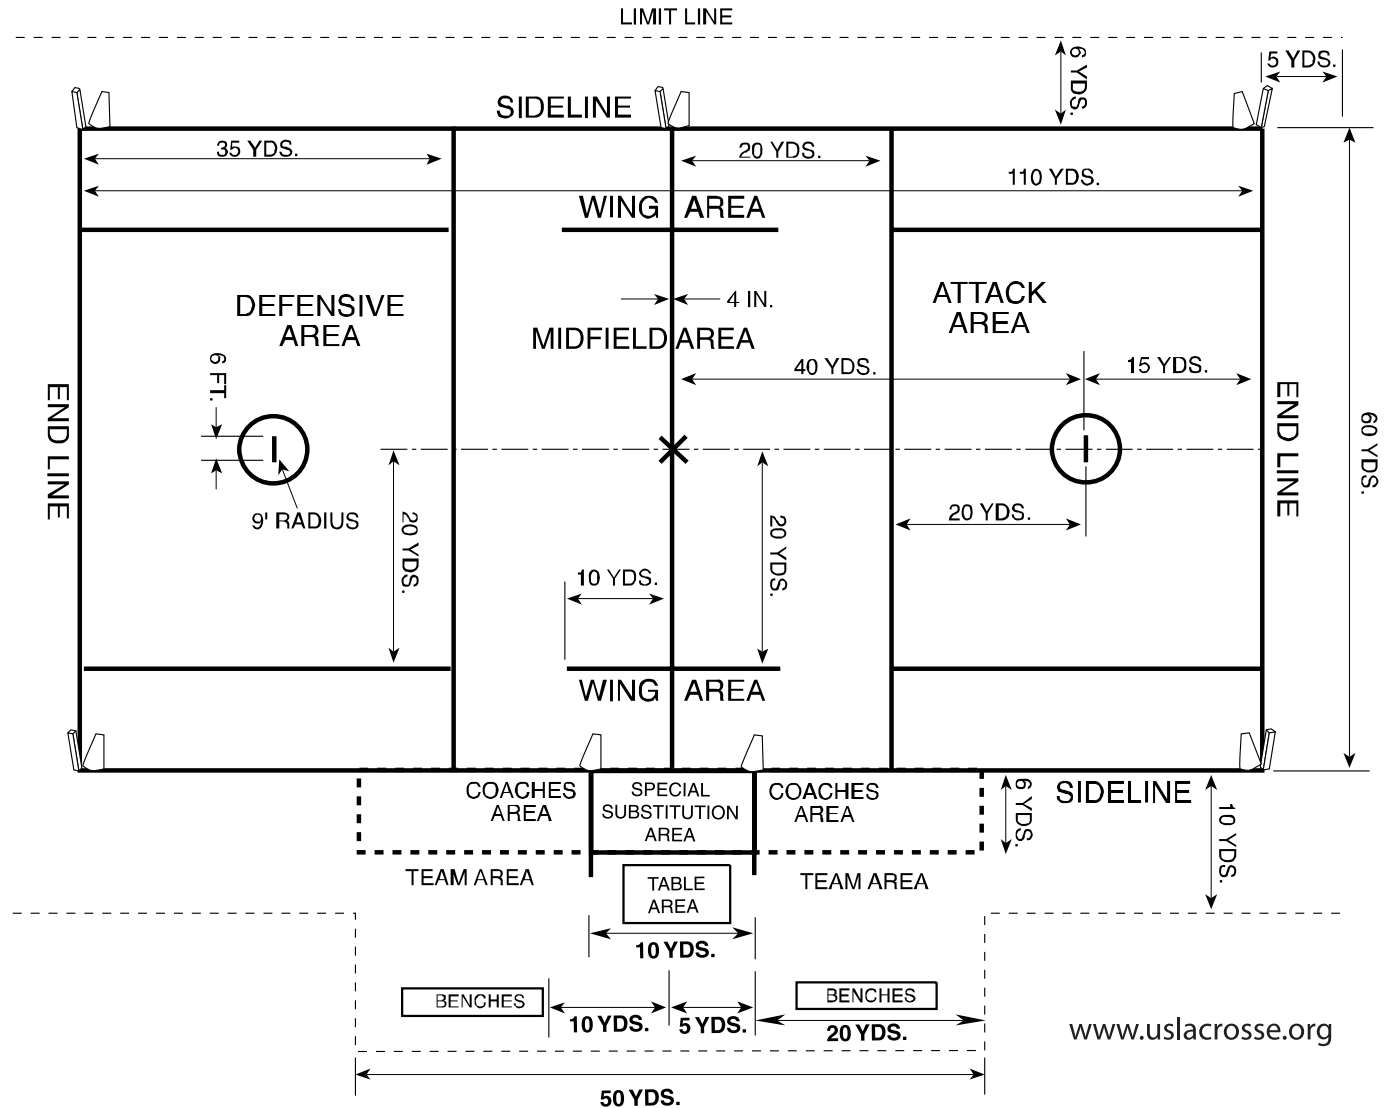 LIMIT LINE
6 YDS.
5 YDS.
SIDELINE
35 YDS.
20 YDS.
110 YDS.
WING AREA
DEFENSIVE
AREA
4 IN.
ATTACK
AREA
MIDFIELD AREA
6 FT.
40 YDS.
15 YDS.
END LINE
END LINE
60 YDS.
9' RADIUS
20 YDS.
20 YDS.
20 YDS.
10 YDS.
WING AREA
COACHES
AREA
SPECIAL
SUBSTITUTION
AREA
COACHES
AREA
6 YDS.
SIDELINE
10 YDS.
TEAM AREA
TABLE
AREA
TEAM AREA
10 YDS.
BENCHES
BENCHES
10 YDS.
5 YDS.
20 YDS.
www.uslacrosse.org
50 YDS.